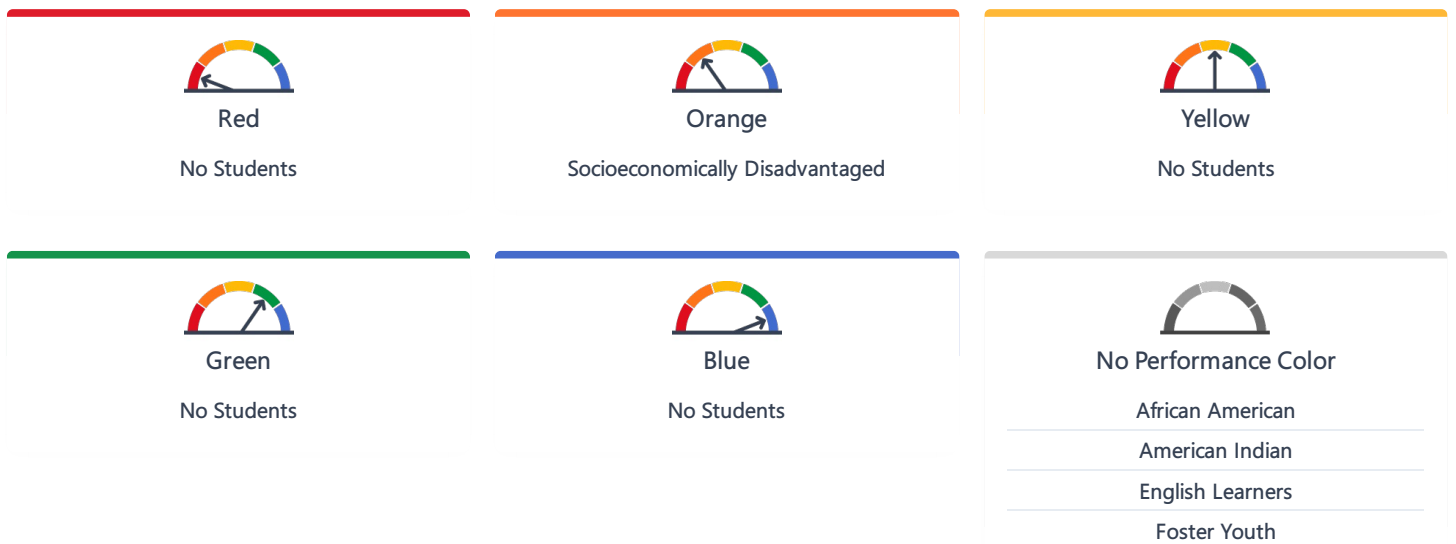 Red
No Students
Orange
Socioeconomically Disadvantaged
Yellow
No Students
Green
No Students
Blue
No Students
No Performance Color
African American
American Indian
English Learners
Foster Youth